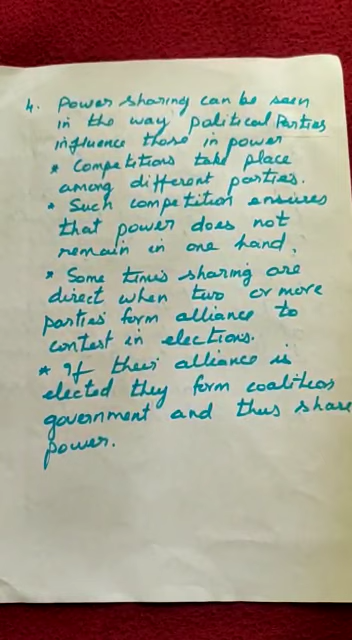 4. Power sharing can be seen
in the way political Parties
influence those in power
* Competitions take place
among different parties.
* Such competition ensures
that power does not
remain in one hand.
* Some times sharing are
direct when two or more
parties form alliance to
contest in elections.
* If their alliance is
elected they form coalition
government and thus share
power.